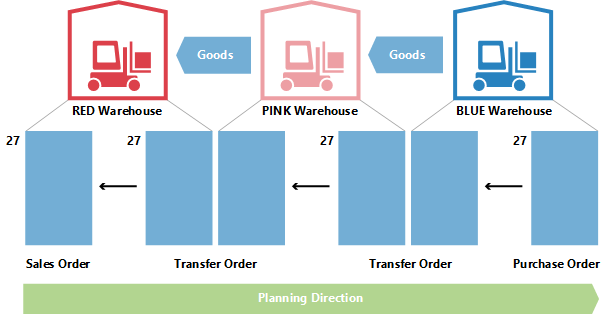 Goods
Goods
RED Warehouse
PINK Warehouse
BLUE Warehouse
27
27
27
27
Sales Order
Transfer Order
Transfer Order
Purchase Order
Planning Direction